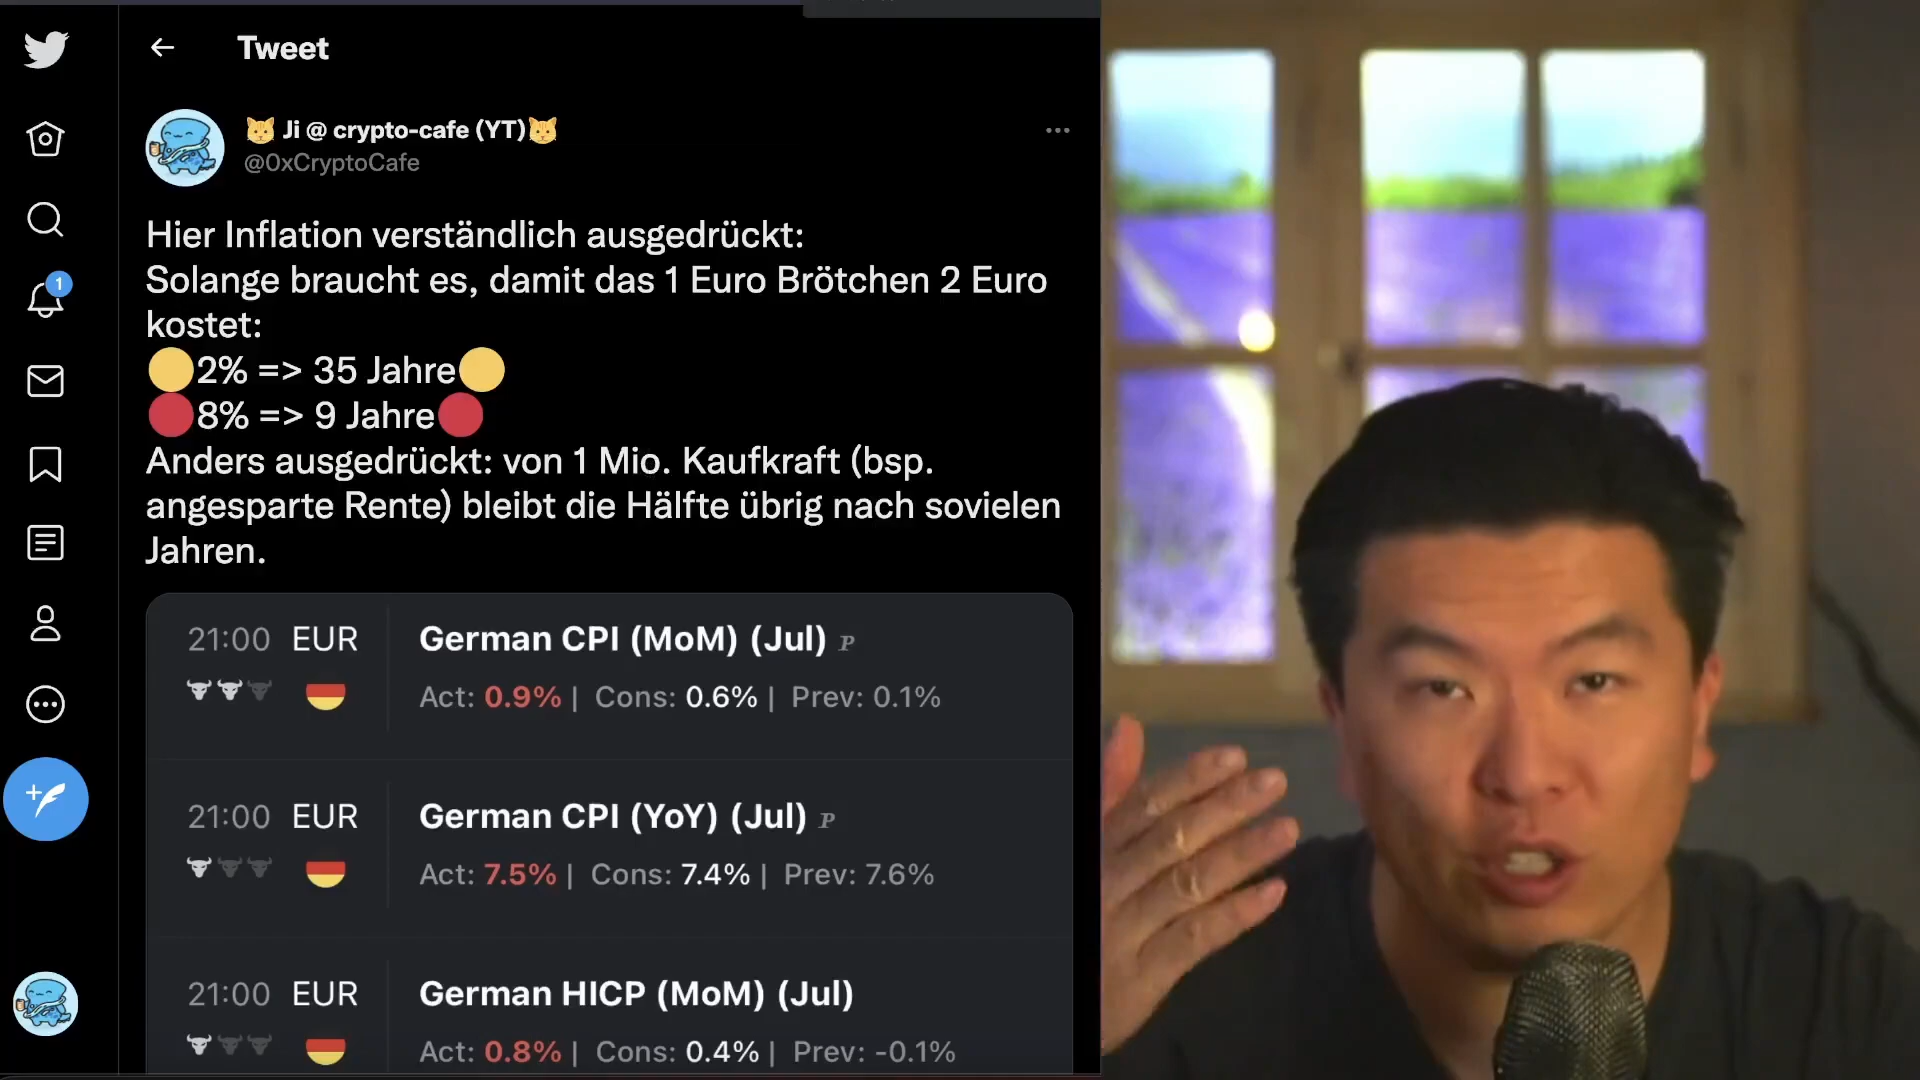 Tweet
🐱 Ji @ crypto-cafe (YT)🐱
@0xCryptoCafe
1
Hier Inflation verständlich ausgedrückt:
Solange braucht es, damit das 1 Euro Brötchen 2 Euro
kostet:
🟡2% => 35 Jahre🟡
🔴8% => 9 Jahre🔴
Anders ausgedrückt: von 1 Mio. Kaufkraft (bsp.
angesparte Rente) bleibt die Hälfte übrig nach sovielen
Jahren.
21:00 EUR German CPI (MoM) (Jul) P
Act: 0.9% | Cons: 0.6% | Prev: 0.1%
21:00 EUR German CPI (YoY) (Jul) P
Act: 7.5% | Cons: 7.4% | Prev: 7.6%
21:00 EUR German HICP (MoM) (Jul)
Act: 0.8% | Cons: 0.4% | Prev: -0.1%